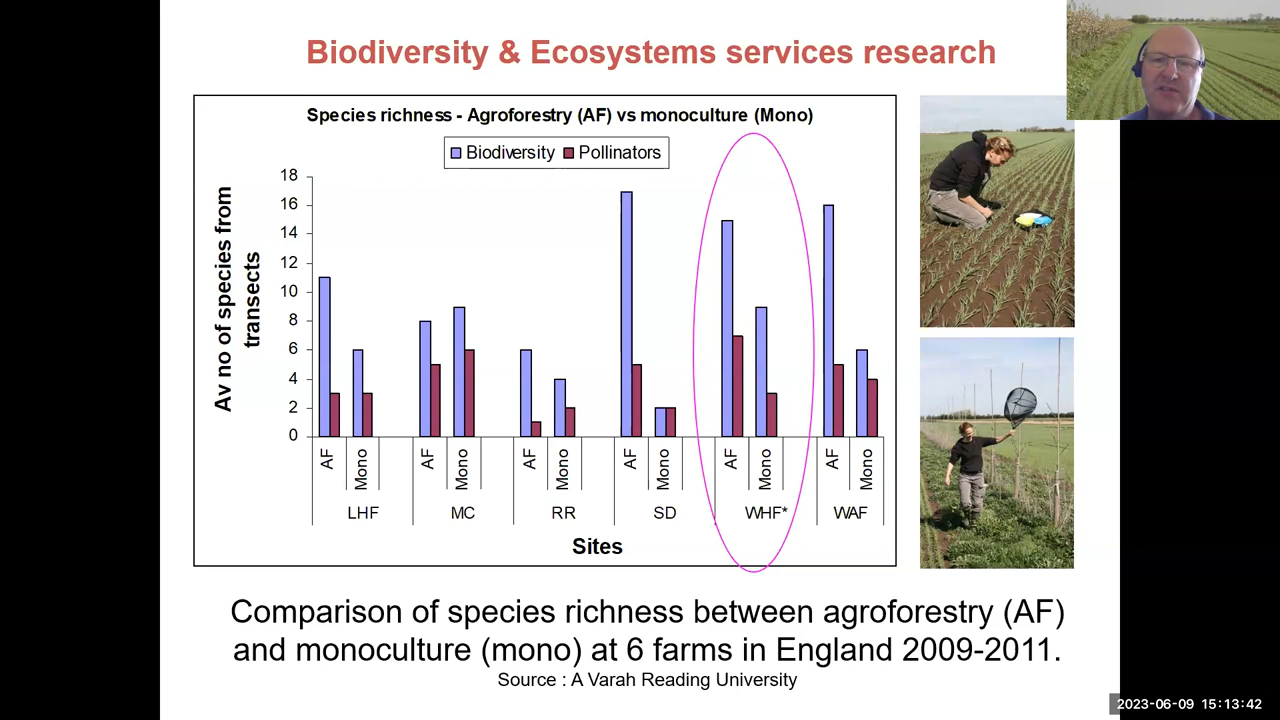 Biodiversity & Ecosystems services research
Species richness - Agroforestry (AF) vs monoculture (Mono)
Biodiversity Pollinators
Av no of species from
transects
18
16
14
12
10
8
6
4
2
0
AF Mono AF Mono AF Mono AF Mono AF Mono AF Mono
LHF MC RR SD WHF* WAF
Sites
Comparison of species richness between agroforestry (AF)
and monoculture (mono) at 6 farms in England 2009-2011.
Source : A Varah Reading University
2023-06-09 15:13:42